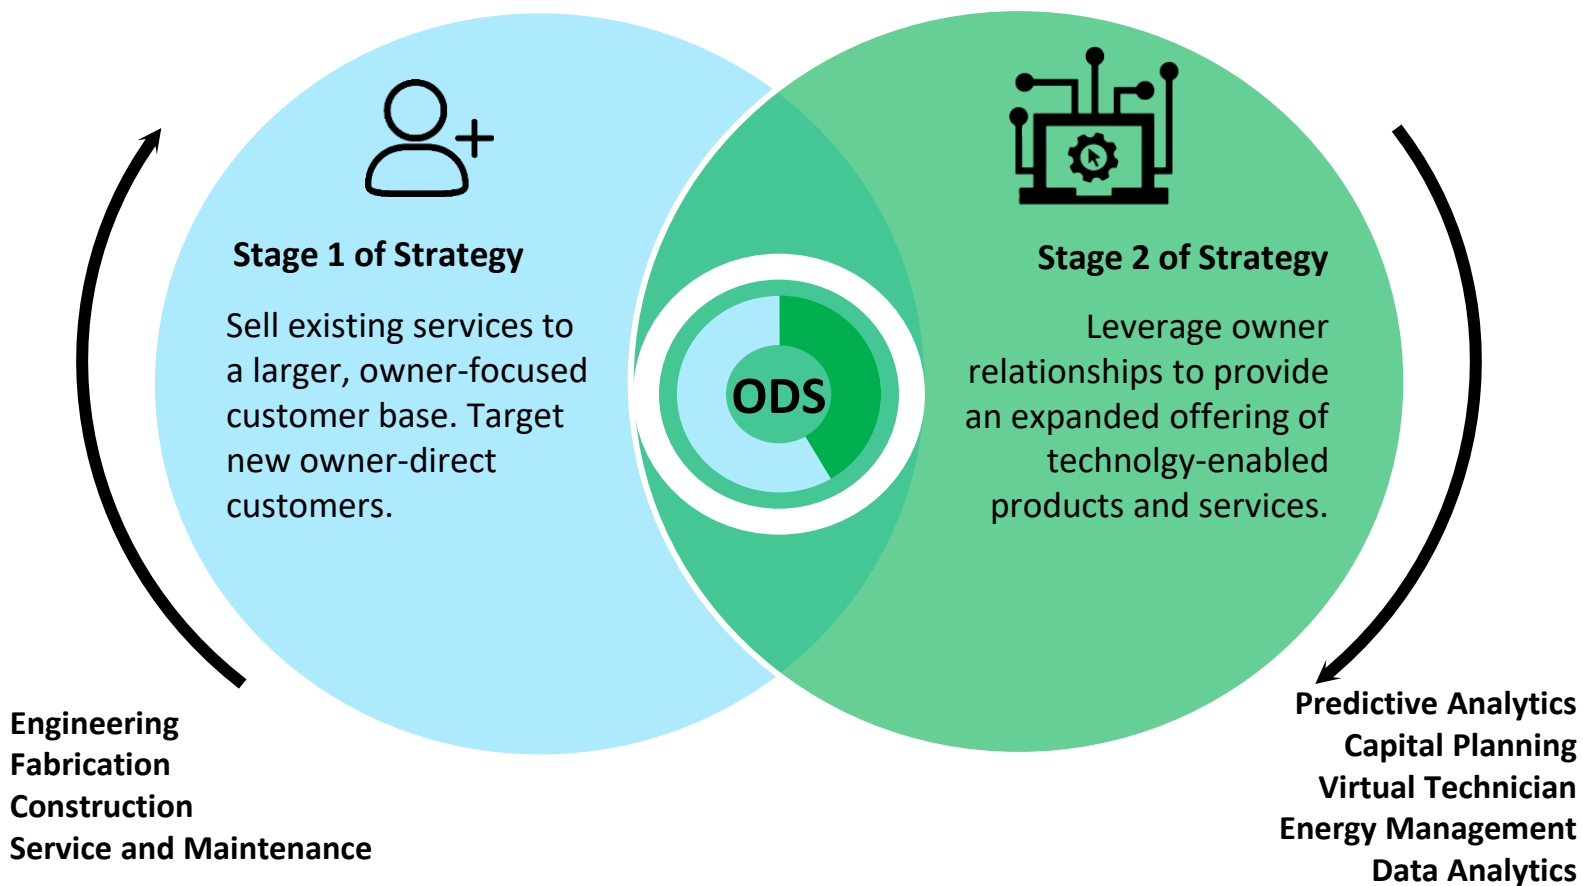 Stage 1 of Strategy
Sell existing services to
a larger, owner-focused
customer base. Target
new owner-direct
customers.
ODS
Stage 2 of Strategy
Leverage owner
relationships to provide
an expanded offering of
technolgy-enabled
products and services.
Engineering
Fabrication
Construction
Service and Maintenance
Predictive Analytics
Capital Planning
Virtual Technician
Energy Management
Data Analytics